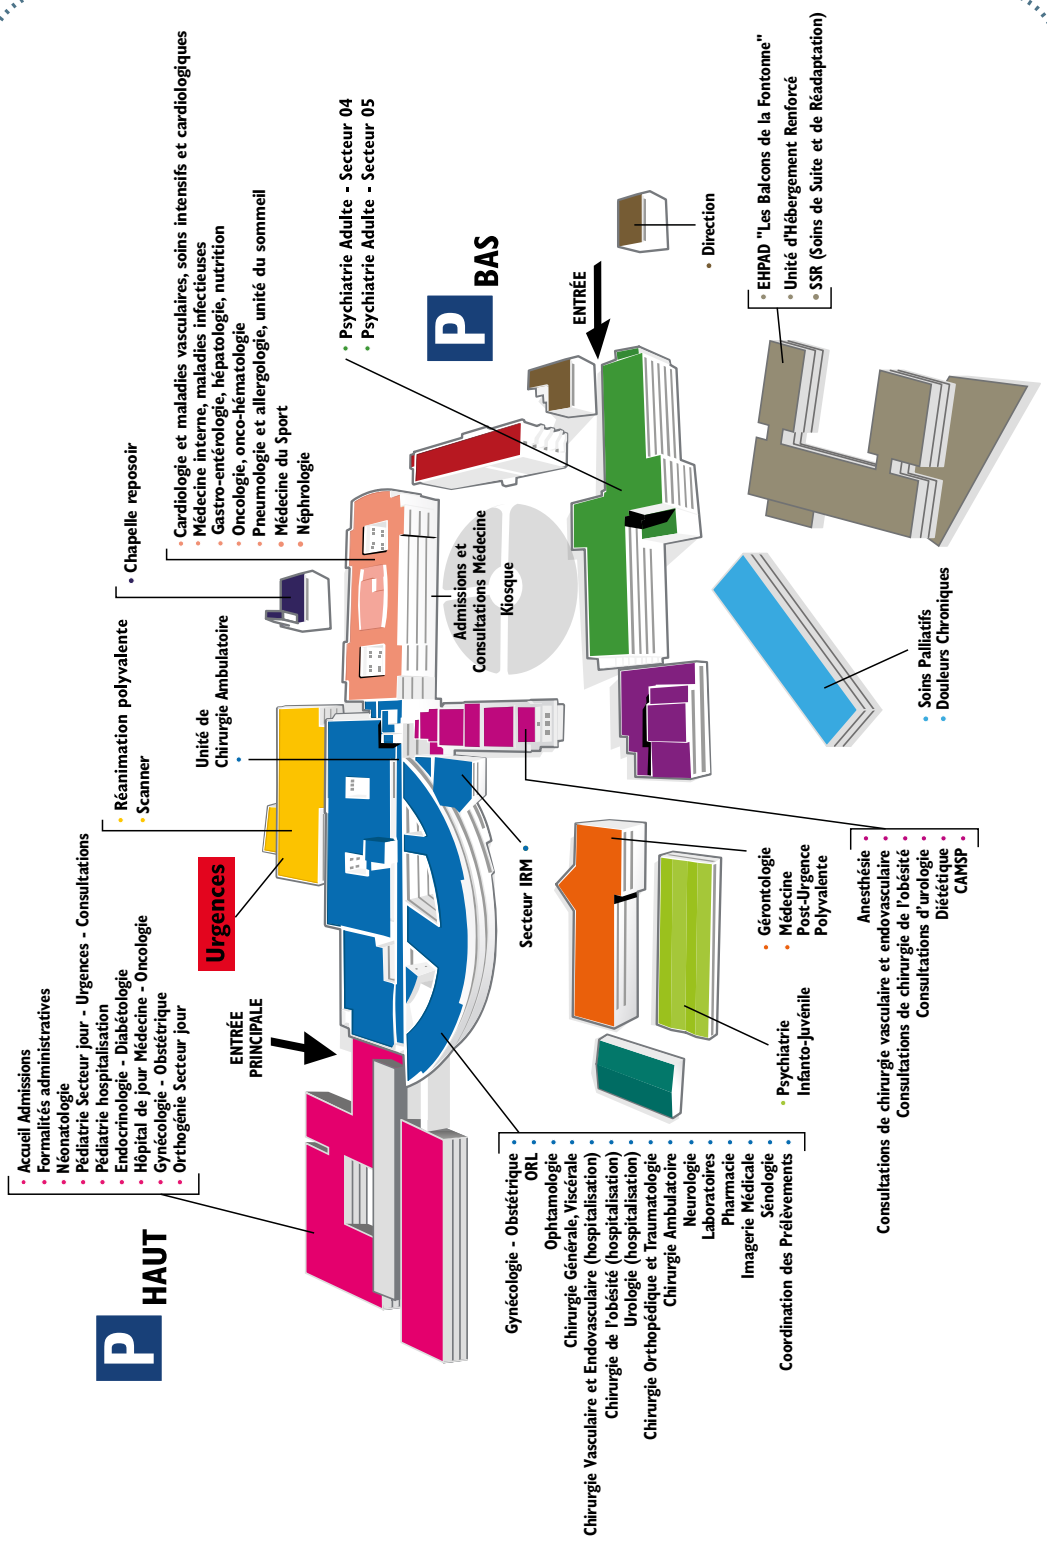 P
HAUT
Accueil Admissions
Formalités administratives
Néonatologie
Pédiatrie Secteur jour - Urgences - Consultations
Pédiatrie hospitalisation
Endocrinologie - Diabétologie
Hôpital de jour Médecine - Oncologie
Gynécologie - Obstétrique
Orthogénie Secteur jour
ENTRÉE
PRINCIPALE
Urgences
Réanimation polyvalente
Scanner
Unité de
Chirurgie Ambulatoire
Chapelle reposoir
Cardiologie et maladies vasculaires, soins intensifs et cardiologiques
Médecine interne, maladies infectieuses
Gastro-entérologie, hépatologie, nutrition
Oncologie, onco-hématologie
Pneumologie et allergologie, unité du sommeil
Médecine du Sport
Néphrologie
Psychiatrie Adulte - Secteur 04
Psychiatrie Adulte - Secteur 05
P
BAS
Admissions et
Consultations Médecine
Kiosque
ENTRÉE
Direction
EHPAD "Les Balcons de la Fontonne"
Unité d'Hébergement Renforcé
SSR (Soins de Suite et de Réadaptation)
Soins Palliatifs
Douleurs Chroniques
Secteur IRM
Gérontologie
Médecine
Post-Urgence
Polyvalente
Psychiatrie
Infanto-Juvénile
Gynécologie - Obstétrique
ORL
Ophtamologie
Chirurgie Générale, Viscérale
Chirurgie Vasculaire et Endovasculaire (hospitalisation)
Chirurgie de l'obésité (hospitalisation)
Urologie (hospitalisation)
Chirurgie Orthopédique et Traumatologie
Chirurgie Ambulatoire
Neurologie
Laboratoires
Pharmacie
Imagerie Médicale
Sénologie
Coordination des Prélèvements
Anesthésie
Consultations de chirurgie vasculaire et endovasculaire
Consultations de chirurgie de l'obésité
Consultations d'urologie
Diététique
CAMSP